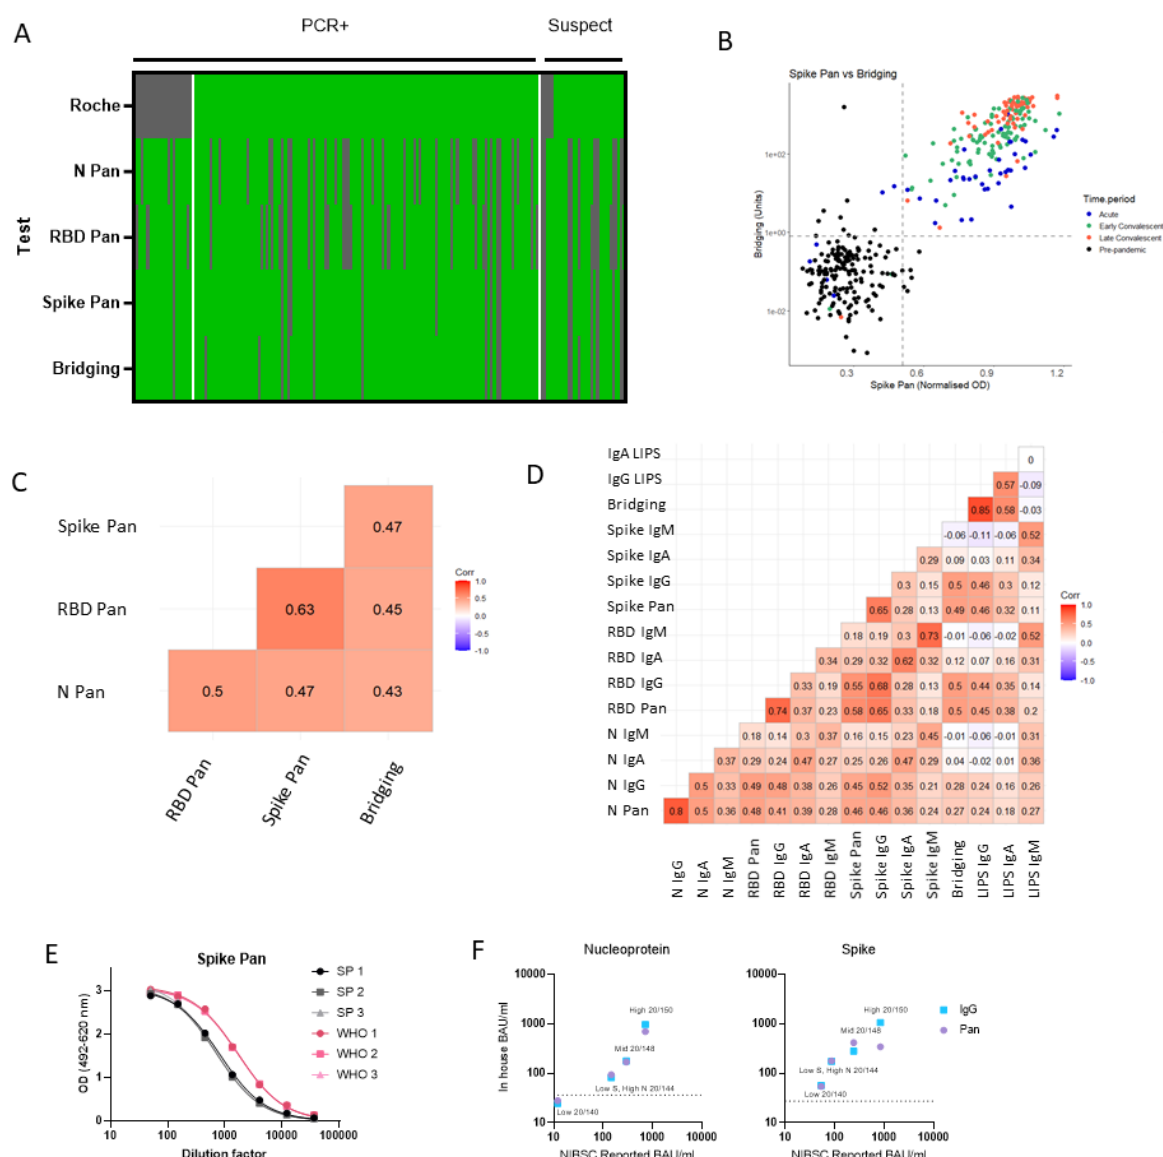 A
PCR+
Suspect
Test
Roche
N Pan
RBD Pan
Spike Pan
Bridging
B
Spike Pan vs Bridging
Bridging (Units)
1e+02
1e+00
1e-02
0.3 0.6 0.9 1.2
Spike Pan (Normalised OD)
Time.period
Acute
Early Convalescent
Late Convalescent
Pre-pandemic
C
Spike Pan 0.47
RBD Pan 0.63 0.45
N Pan 0.5 0.47 0.43
RBD Pan Spike Pan Bridging
Corr
1.0
0.5
0.0
-0.5
-1.0
D
IgA LIPS 0
IgG LIPS 0.57 -0.09
Bridging 0.85 0.58 -0.03
Spike IgM -0.06 -0.11 -0.06 0.52
Spike IgA 0.29 0.09 0.03 0.11 0.34
Spike IgG 0.3 0.15 0.5 0.46 0.3 0.12
Spike Pan 0.65 0.28 0.13 0.49 0.46 0.32 0.11
RBD IgM 0.18 0.19 0.3 0.73 -0.01 -0.06 -0.02 0.52
RBD IgA 0.34 0.29 0.32 0.62 0.32 0.12 0.07 0.16 0.31
RBD IgG 0.33 0.19 0.55 0.68 0.28 0.13 0.5 0.44 0.35 0.14
RBD Pan 0.74 0.37 0.23 0.58 0.65 0.33 0.18 0.5 0.45 0.38 0.2
N IgM 0.18 0.14 0.3 0.37 0.16 0.15 0.23 0.45 -0.01 -0.06 -0.01 0.31
N IgA 0.37 0.29 0.24 0.47 0.27 0.25 0.26 0.47 0.29 0.04 -0.02 0.01 0.36
N IgG 0.5 0.33 0.49 0.48 0.38 0.26 0.45 0.52 0.35 0.21 0.28 0.24 0.16 0.26
N Pan 0.8 0.5 0.36 0.48 0.41 0.39 0.28 0.46 0.46 0.36 0.24 0.27 0.24 0.18 0.27
N IgG N IgA N IgM RBD Pan RBD IgG RBD IgA RBD IgM Spike Pan Spike IgG Spike IgA Spike IgM Bridging LIPS IgG LIPS IgA LIPS IgM
Corr
1.0
0.5
0.0
-0.5
-1.0
E
Spike Pan
OD (492-620 nm)
3
2
1
0
10 100 1000 10000 100000
Dilution factor
SP 1
SP 2
SP 3
WHO 1
WHO 2
WHO 3
F
Nucleoprotein
In house BAU/ml
10000
1000
100
10
High 20/150
Mid 20/148
Low S, High N 20/144
Low 20/140
10 100 1000 10000
NIBSC Reported BAU/ml
Spike
10000
1000
100
10
High 20/150
Mid 20/148
Low S, High N 20/144
Low 20/140
10 100 1000 10000
NIBSC Reported BAU/ml
IgG
Pan